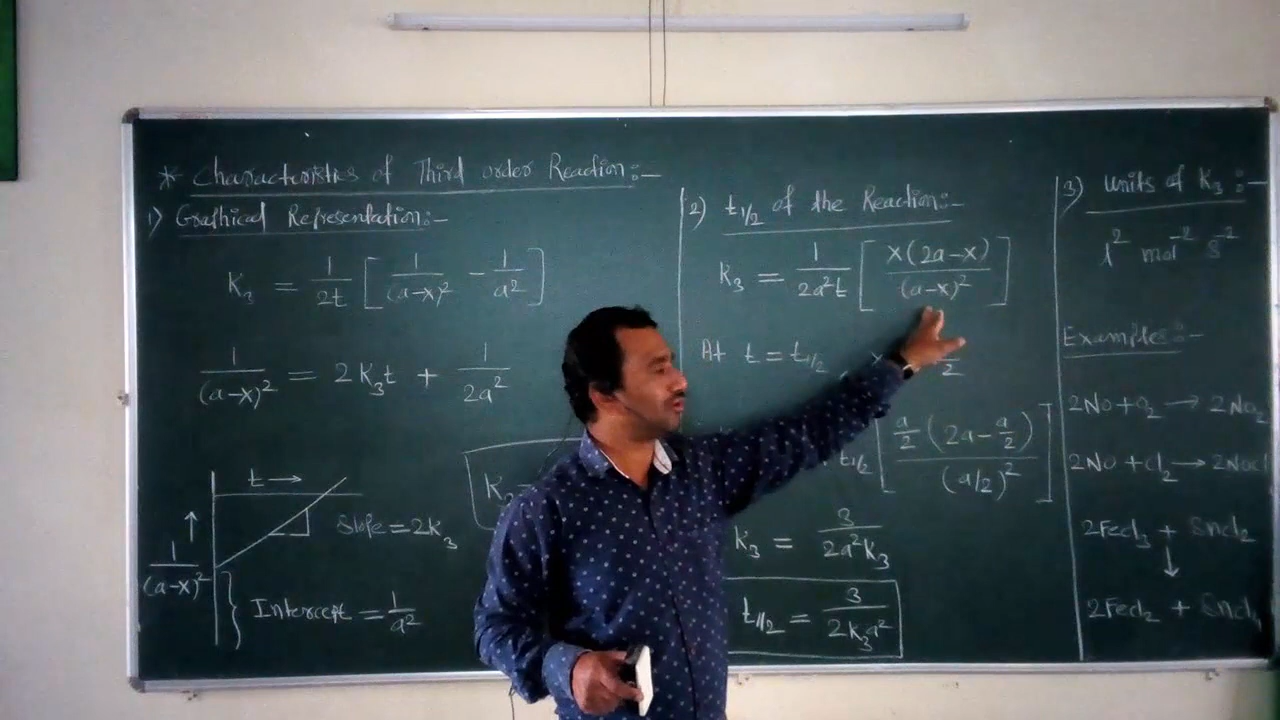 * Characteristics of Third order Reaction:-
1) Graphical Representation:-
K₃ = 1/2t [ 1/(a-x)² - 1/a² ]
1/(a-x)² = 2K₃t + 1/2a²
t →
1/(a-x)²
Slope = 2k₃
Intercept = 1/a²
2) t1/2 of the Reaction:-
K₃ = 1/2a²t [ x(2a-x)/(a-x)² ]
At t = t1/2
t1/2 [ a/2 (2a - a/2)/(a/2)² ]
K₃ = 3/2a²K₃
t1/2 = 3/2K₃a²
3) Units of K₃:-
l² mol⁻² s⁻²
Examples:-
2NO + O₂ → 2NO₂
2NO + Cl₂ → 2NOCl
2Fecl₃ + Sncl₂
↓
2Fecl₂ + Sncl₄